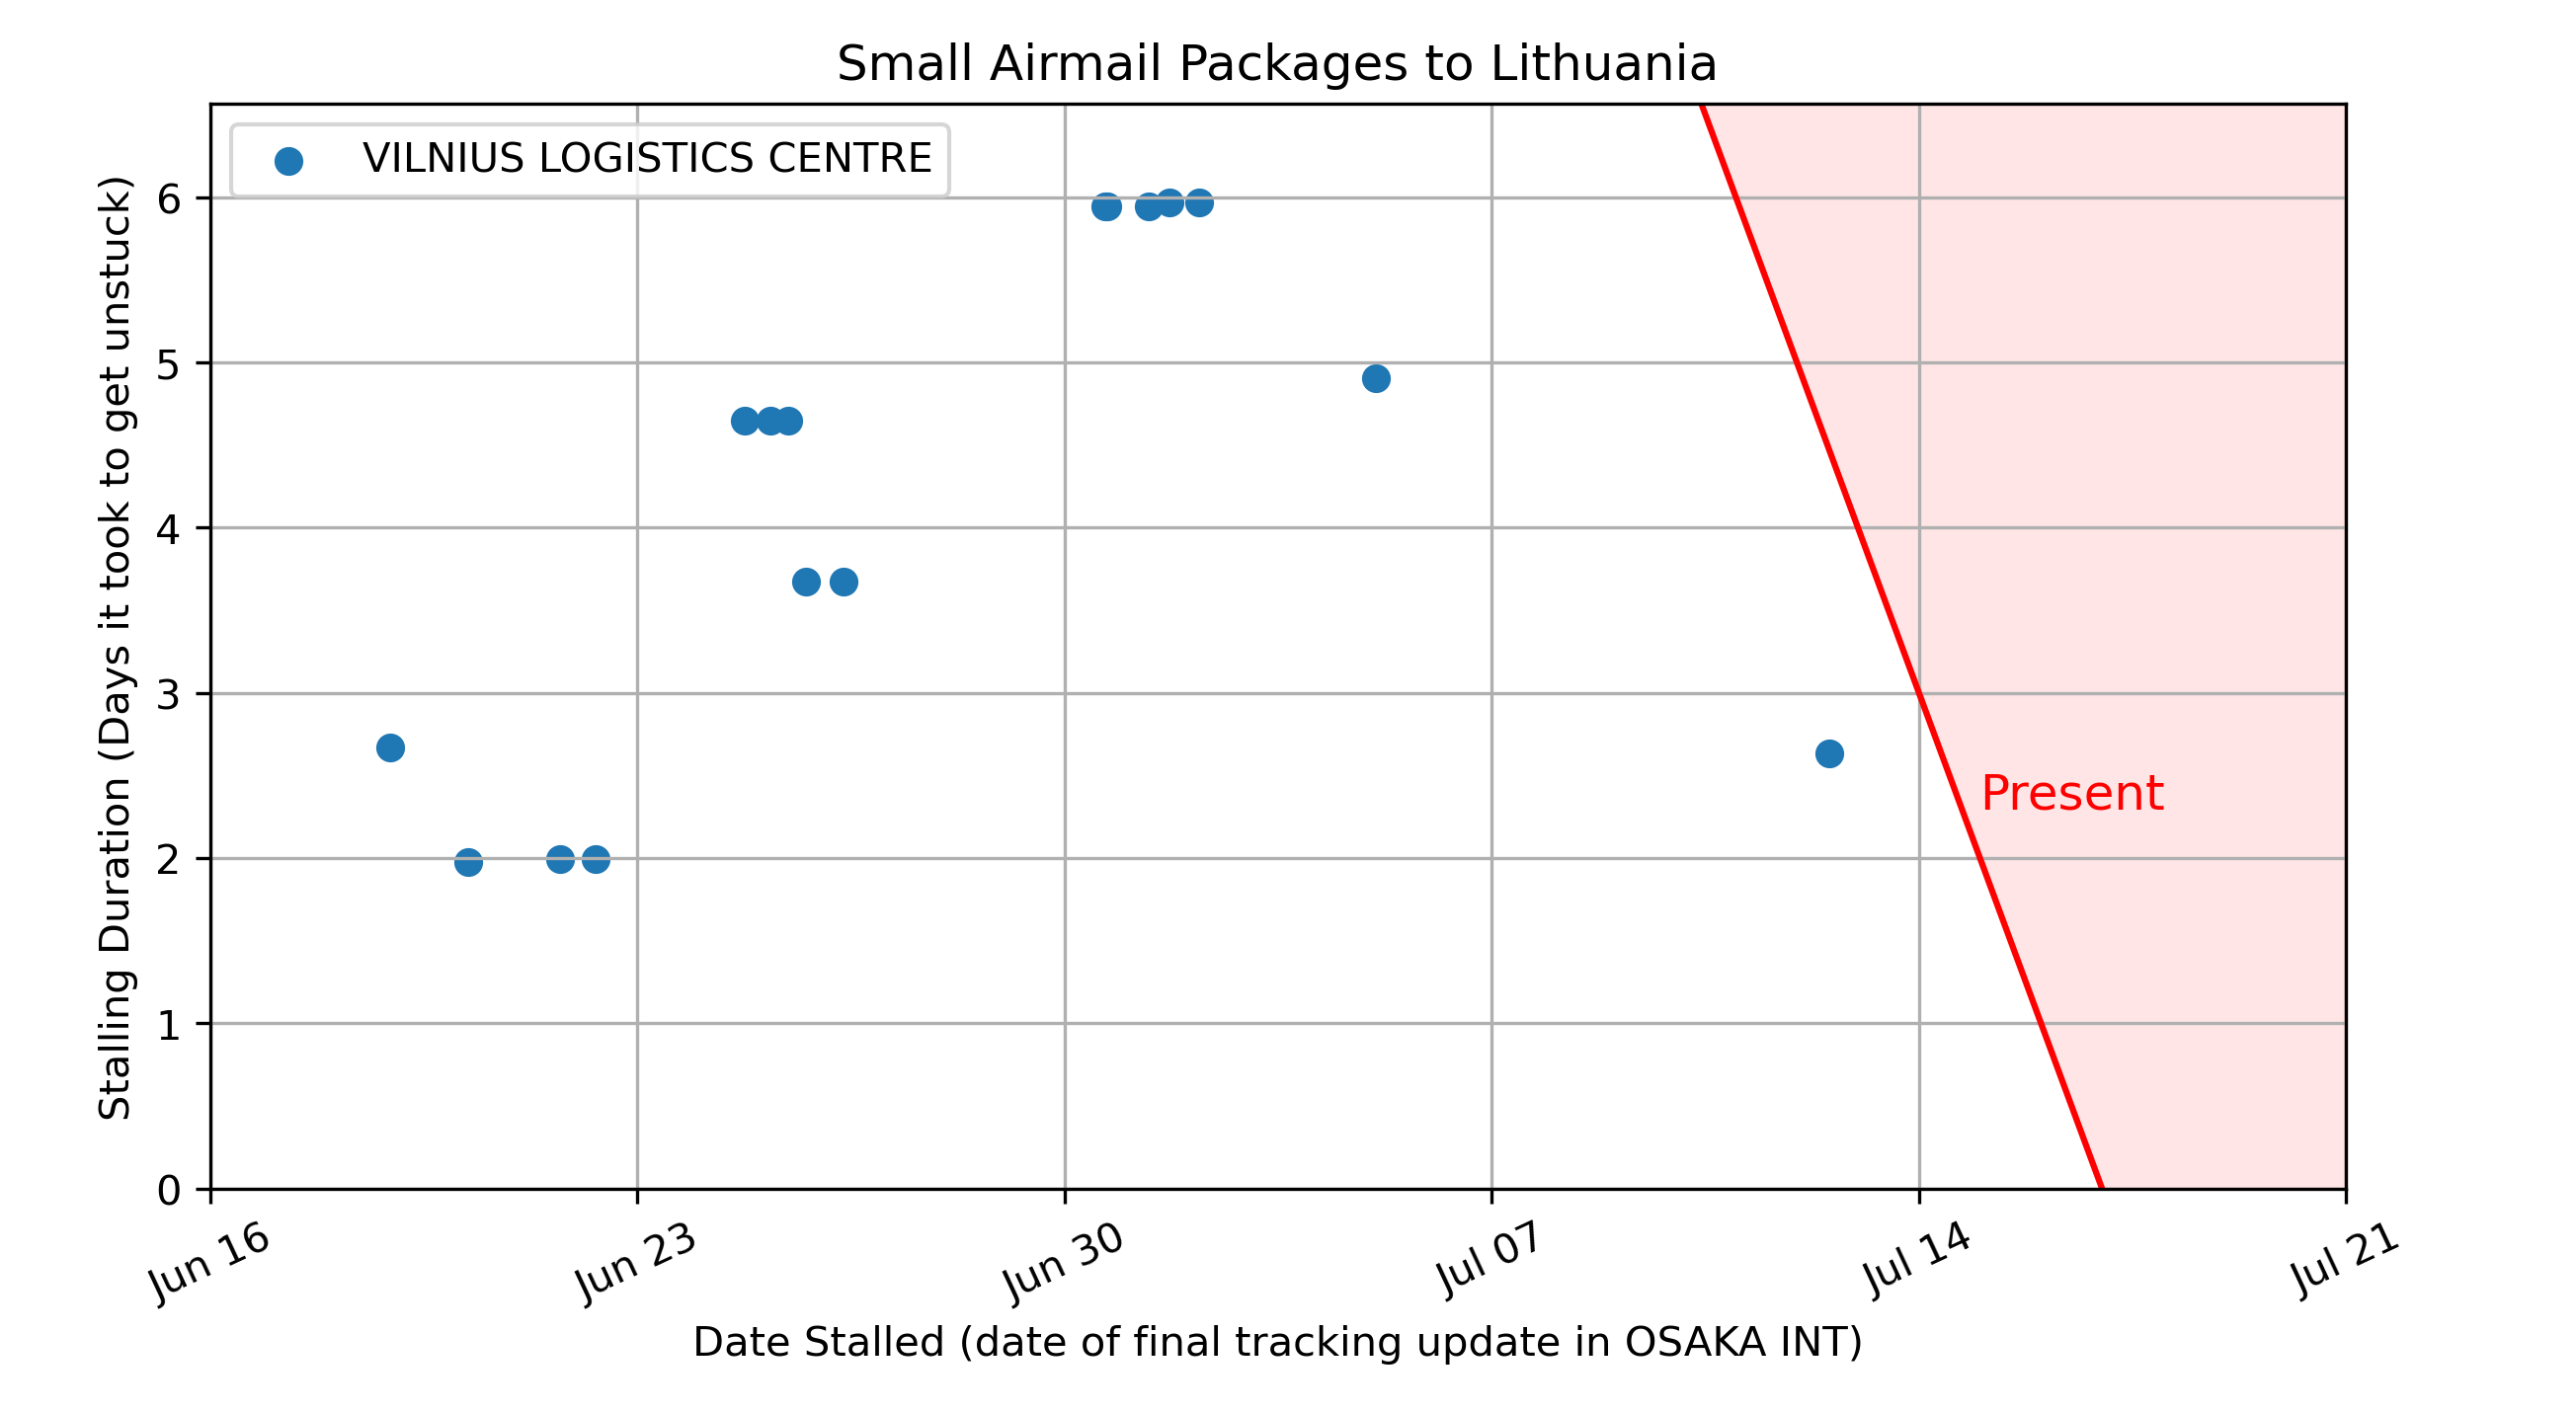 Small Airmail Packages to Lithuania
VILNIUS LOGISTICS CENTRE
Stalling Duration (Days it took to get unstuck)
6
5
4
3
2
1
0
Present
Jun 16
Jun 23
Jun 30
Jul 07
Jul 14
Jul 21
Date Stalled (date of final tracking update in OSAKA INT)